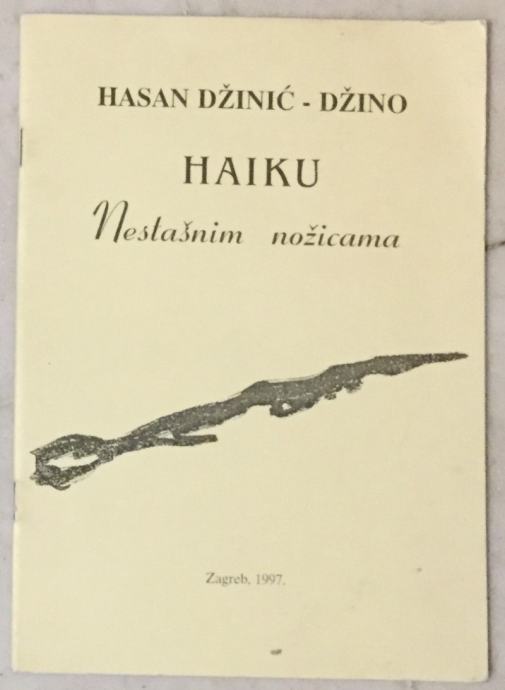 HASAN DŽINIĆ - DŽINO
HAIKU
Nestašnim nožicama
Zagreb, 1997.